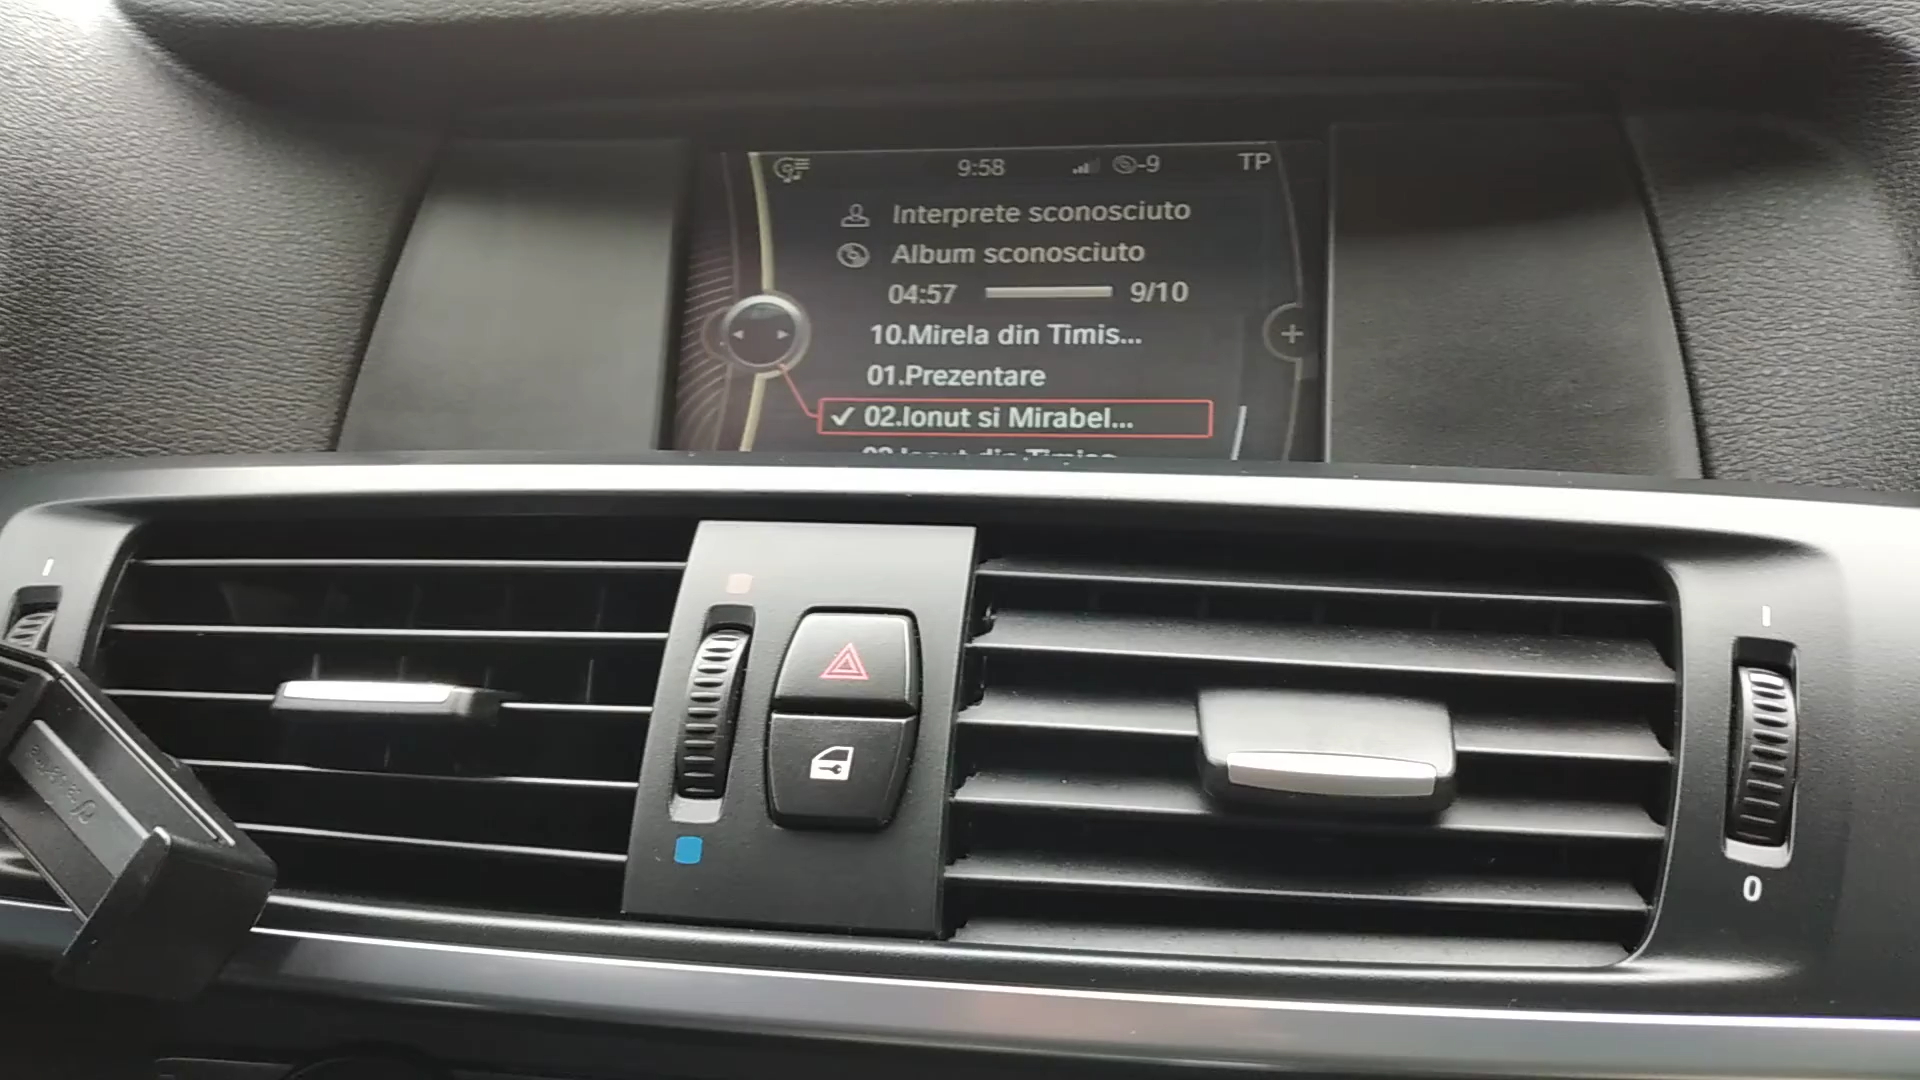 9:58 -9 TP
Interprete sconosciuto
Album sconosciuto
04:57 9/10
10.Mirela din Timis...
01.Prezentare
02.Ionut si Mirabel...
0